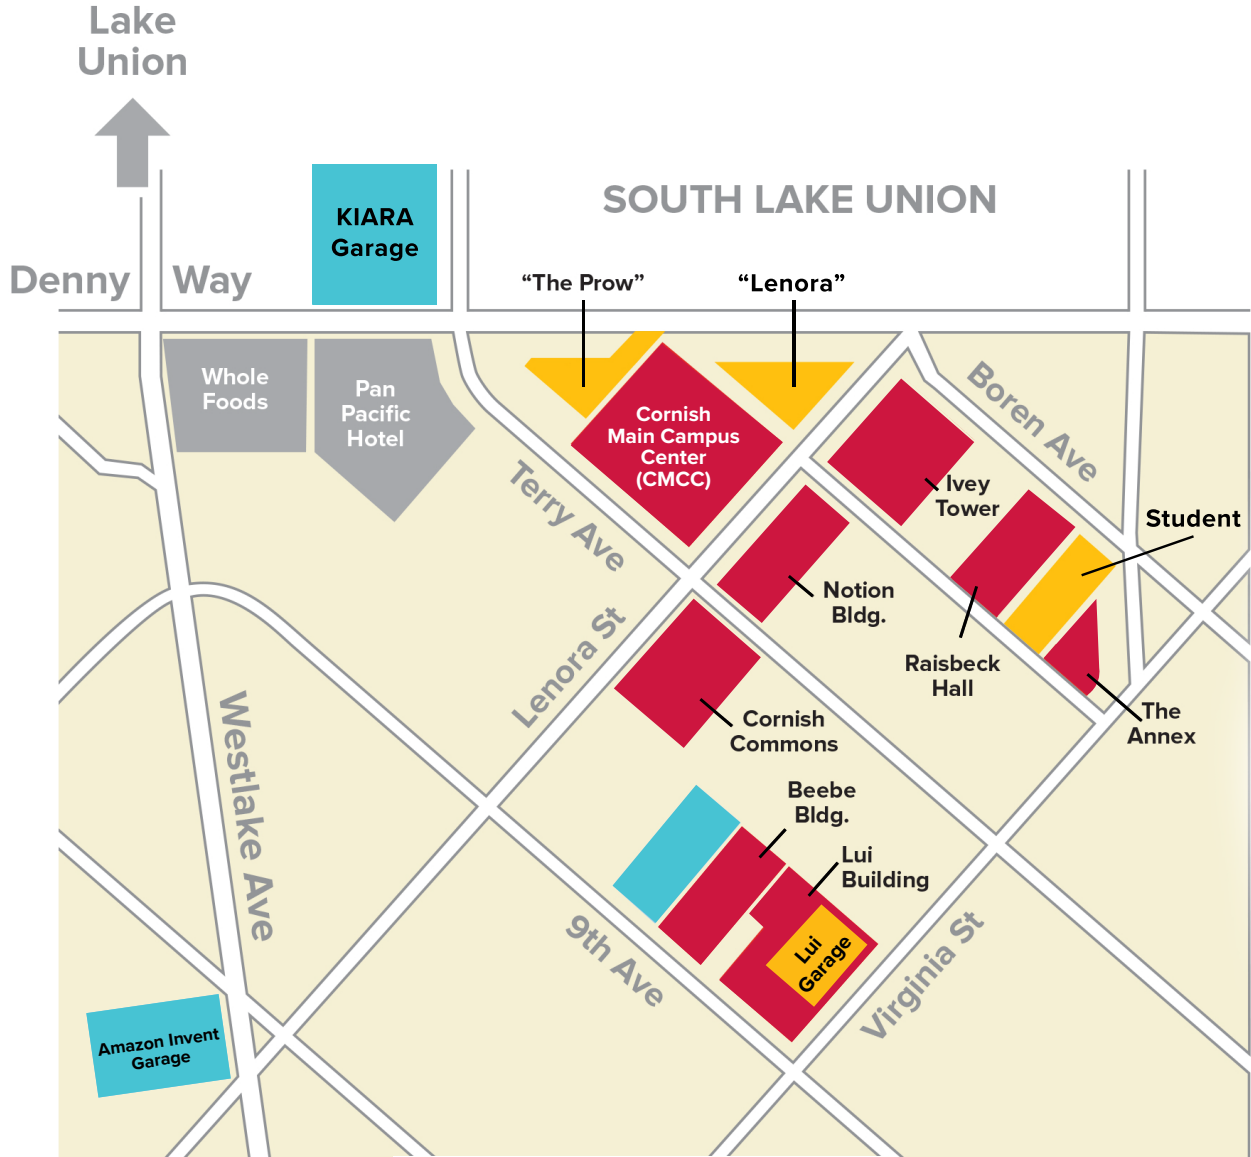 Lake
Union
SOUTH LAKE UNION
KIARA
Garage
Denny Way
“The Prow”
“Lenora”
Whole
Foods
Pan
Pacific
Hotel
Cornish
Main Campus
Center
(CMCC)
Boren Ave
Terry Ave
Ivey
Tower
Student
Notion
Bldg.
Lenora St
Raisbeck
Hall
The
Annex
Cornish
Commons
Westlake Ave
Beebe
Bldg.
Lui
Building
9th Ave
Lui
Garage
Virginia St
Amazon Invent
Garage